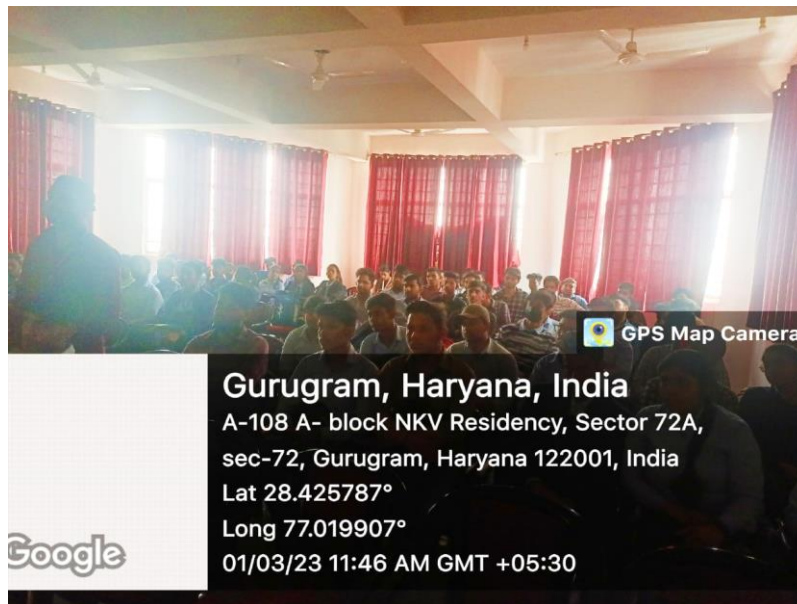 GPS Map Camera
Gurugram, Haryana, India
A-108 A- block NKV Residency, Sector 72A,
sec-72, Gurugram, Haryana 122001, India
Lat 28.425787°
Long 77.019907°
01/03/23 11:46 AM GMT +05:30
Google